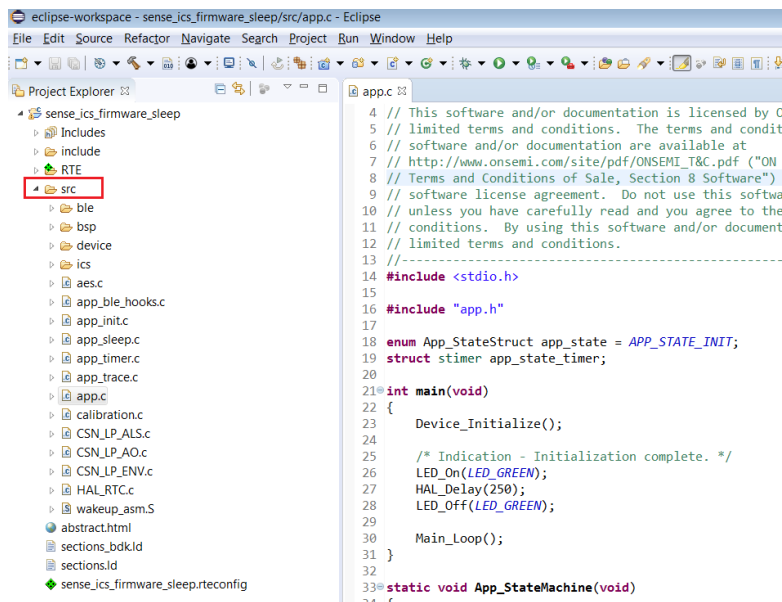 eclipse-workspace - sense_ics_firmware_sleep/src/app.c - Eclipse
File Edit Source Refactor Navigate Search Project Run Window Help
Project Explorer
sense_ics_firmware_sleep
Includes
include
RTE
src
ble
bsp
device
ics
aes.c
app_ble_hooks.c
app_init.c
app_sleep.c
app_timer.c
app_trace.c
app.c
calibration.c
CSN_LP_ALS.c
CSN_LP_AO.c
CSN_LP_ENV.c
HAL_RTC.c
wakeup_asm.S
abstract.html
sections_bdk.ld
sections.ld
sense_ics_firmware_sleep.rteconfig
app.c
4 // This software and/or documentation is licensed by
5 // limited terms and conditions. The terms and condit
6 // software and/or documentation are available at
7 // http://www.onsemi.com/site/pdf/ONSEMI_T&C.pdf ("ON
8 // Terms and Conditions of Sale, Section 8 Software")
9 // software license agreement. Do not use this softwa
10 // unless you have carefully read and you agree to the
11 // conditions. By using this software and/or document
12 // limited terms and conditions.
13 //--------------------------------------------------
14 #include <stdio.h>
15
16 #include "app.h"
17
18 enum App_StateStruct app_state = APP_STATE_INIT;
19 struct stimer app_state_timer;
20
21 int main(void)
22 {
23 Device_Initialize();
24
25 /* Indication - Initialization complete. */
26 LED_On(LED_GREEN);
27 HAL_Delay(250);
28 LED_Off(LED_GREEN);
29
30 Main_Loop();
31 }
32
33 static void App_StateMachine(void)